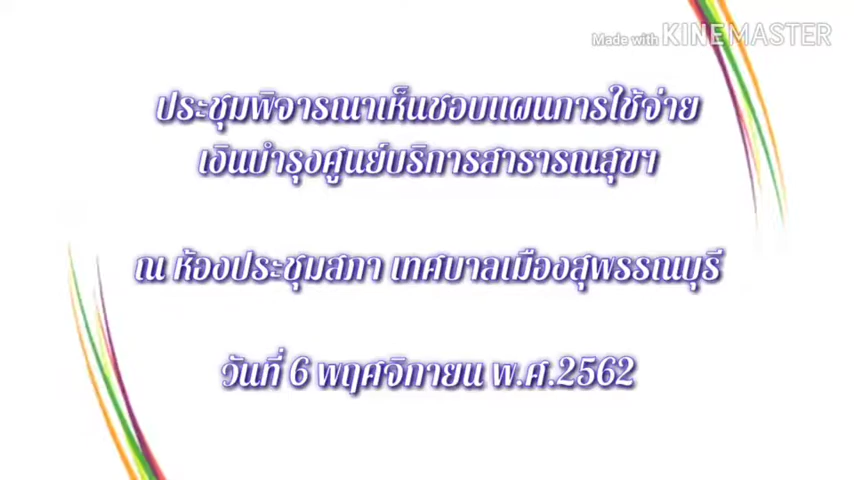 Made with KINEMASTER
ประชุมพิจารณาเห็นชอบแผนการใช้จ่าย
เงินบำรุงศูนย์บริการสาธารณสุขฯ
ณ ห้องประชุมสภา เทศบาลเมืองสุพรรณบุรี
วันที่ 6 พฤศจิกายน พ.ศ.2562